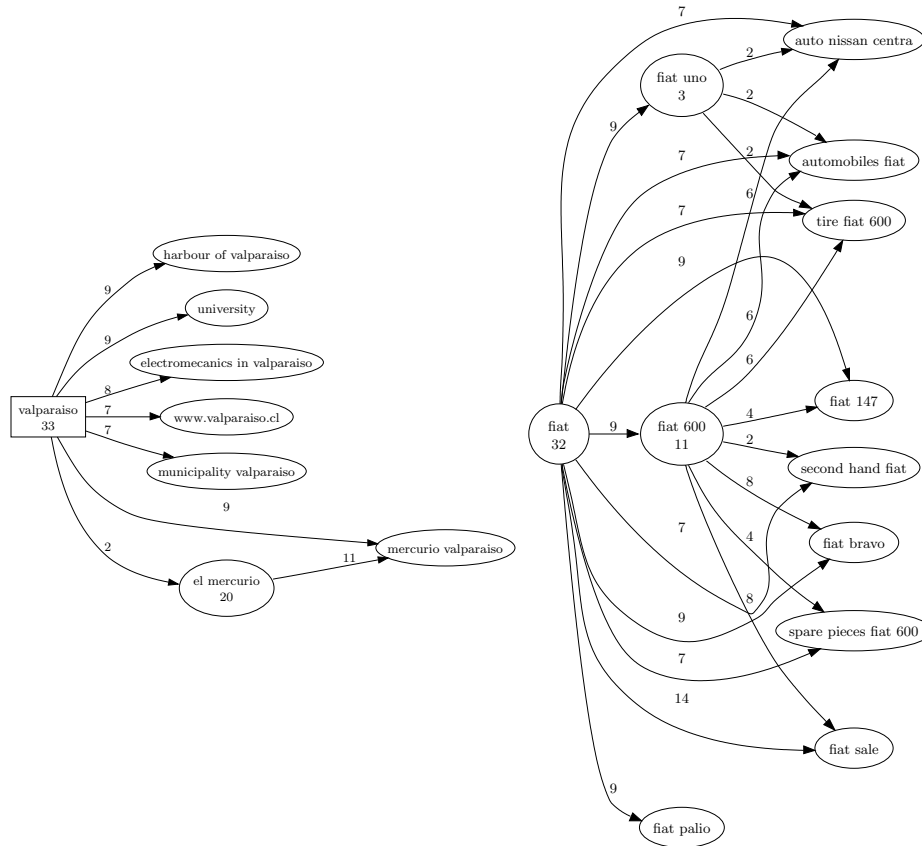 harbour of valparaiso
9
university
9
electromecanics in valparaiso
8
valparaiso
33
7
www.valparaiso.cl
7
municipality valparaiso
9
mercurio valparaiso
2
el mercurio
20
11
7
auto nissan centra
fiat uno
3
2
2
9
7
2
automobiles fiat
7
6
tire fiat 600
9
6
6
fiat 147
fiat
32
9
fiat 600
11
4
2
second hand fiat
8
7
4
fiat bravo
9
8
spare pieces fiat 600
7
14
fiat sale
9
fiat palio